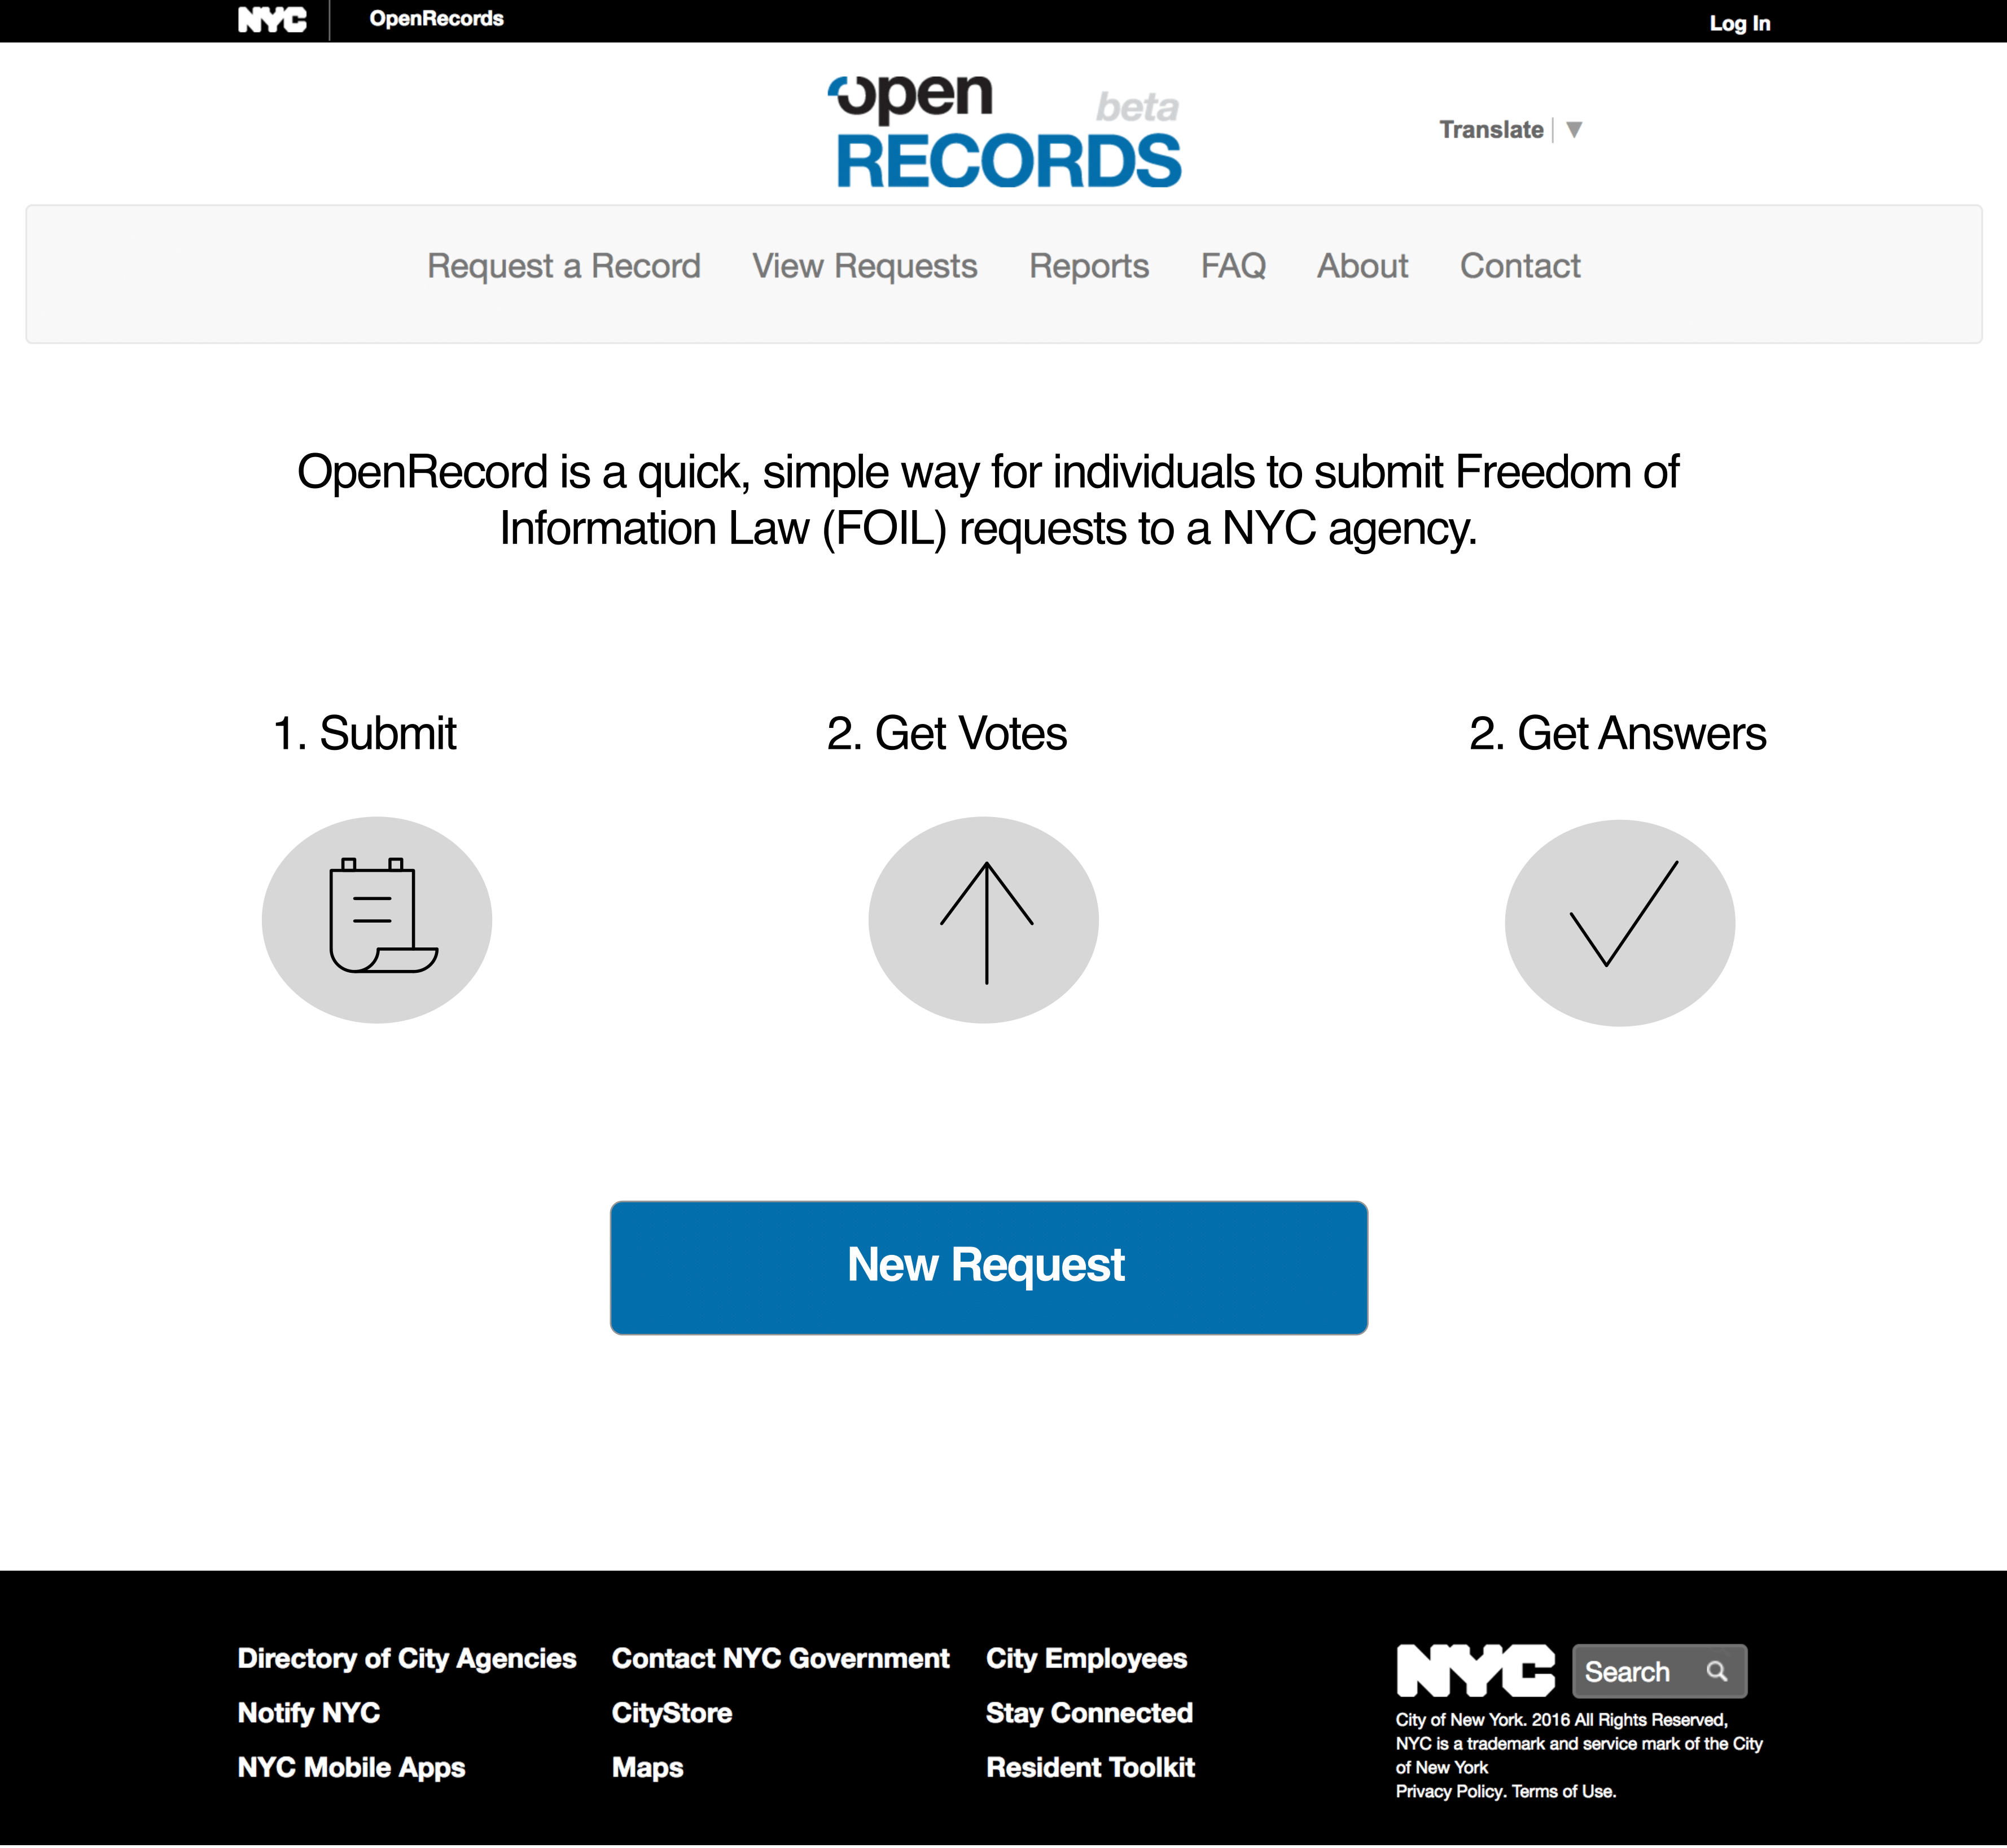 NYC OpenRecords Log In
open beta
RECORDS
Translate ▼
Request a Record View Requests Reports FAQ About Contact
OpenRecord is a quick, simple way for individuals to submit Freedom of
Information Law (FOIL) requests to a NYC agency.
1. Submit 2. Get Votes 2. Get Answers
New Request
Directory of City Agencies Contact NYC Government City Employees
Notify NYC CityStore Stay Connected
NYC Mobile Apps Maps Resident Toolkit
NYC Search
City of New York. 2016 All Rights Reserved,
NYC is a trademark and service mark of the City
of New York
Privacy Policy. Terms of Use.